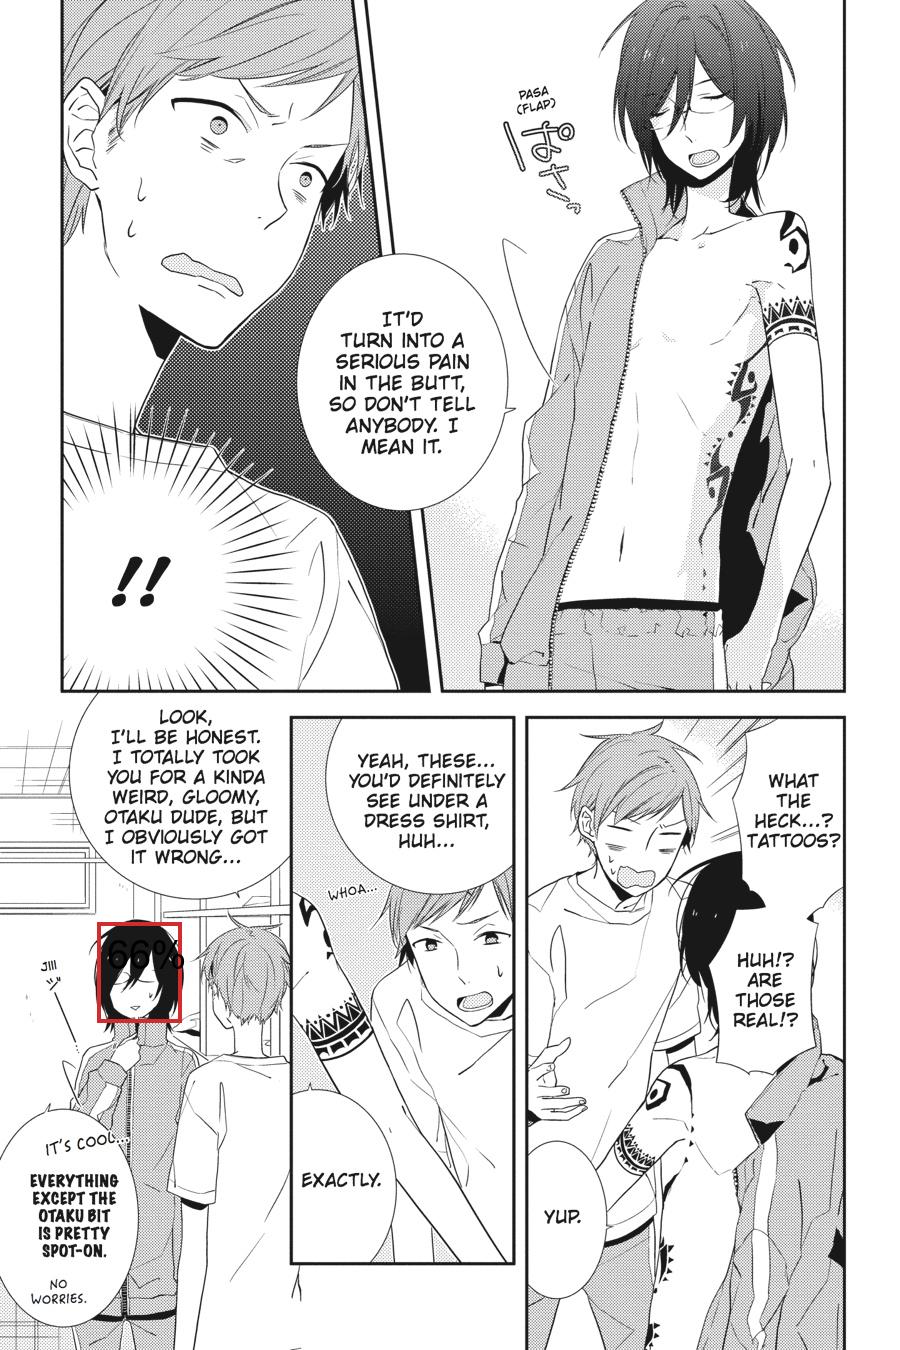 PASA
(FLAP)
ぱさっ
IT'D
TURN INTO A
SERIOUS PAIN
IN THE BUTT,
SO DON'T TELL
ANYBODY. I
MEAN IT.
!!
WHAT
THE
HECK...?
TATTOOS?
HUH!?
ARE
THOSE
REAL!?
YUP.
YEAH, THESE...
YOU'D DEFINITELY
SEE UNDER A
DRESS SHIRT,
HUH...
WHOA...
EXACTLY.
LOOK,
I'LL BE HONEST.
I TOTALLY TOOK
YOU FOR A KINDA
WEIRD, GLOOMY,
OTAKU DUDE, BUT
I OBVIOUSLY GOT
IT WRONG...
66%
JIII
IT'S COOL...
EVERYTHING
EXCEPT THE
OTAKU BIT
IS PRETTY
SPOT-ON.
NO
WORRIES.